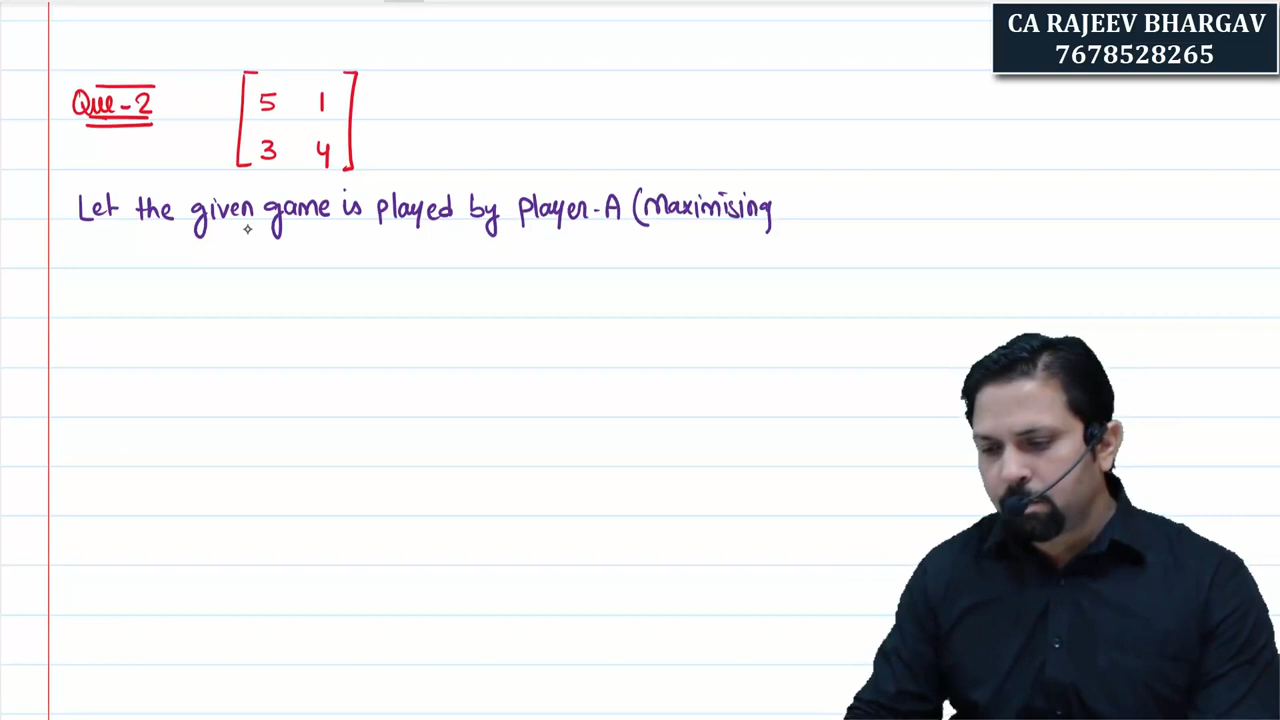 CA RAJEEV BHARGAV
7678528265
Que-2
5 1
3 4
Let the given game is played by player-A (Maximising